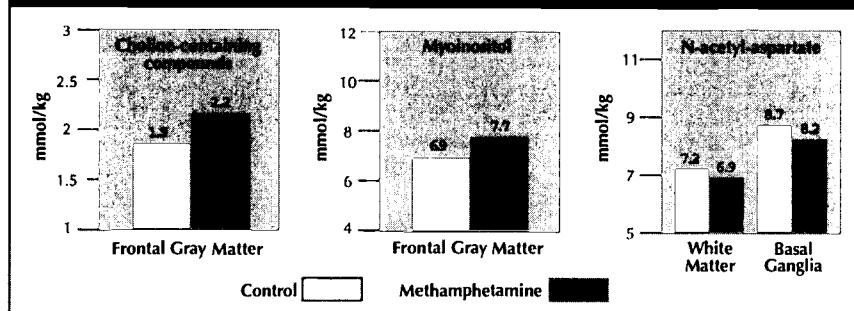 Choline-containing
compounds
3
2.5
2
1.5
1
mmol/kg
1.9
2.2
Frontal Gray Matter
Myoinositol
12
10
8
6
4
mmol/kg
6.9
7.7
Frontal Gray Matter
N-acetyl-aspartate
11
9
7
5
mmol/kg
7.2
6.9
8.7
8.2
White
Matter
Basal
Ganglia
Control
Methamphetamine